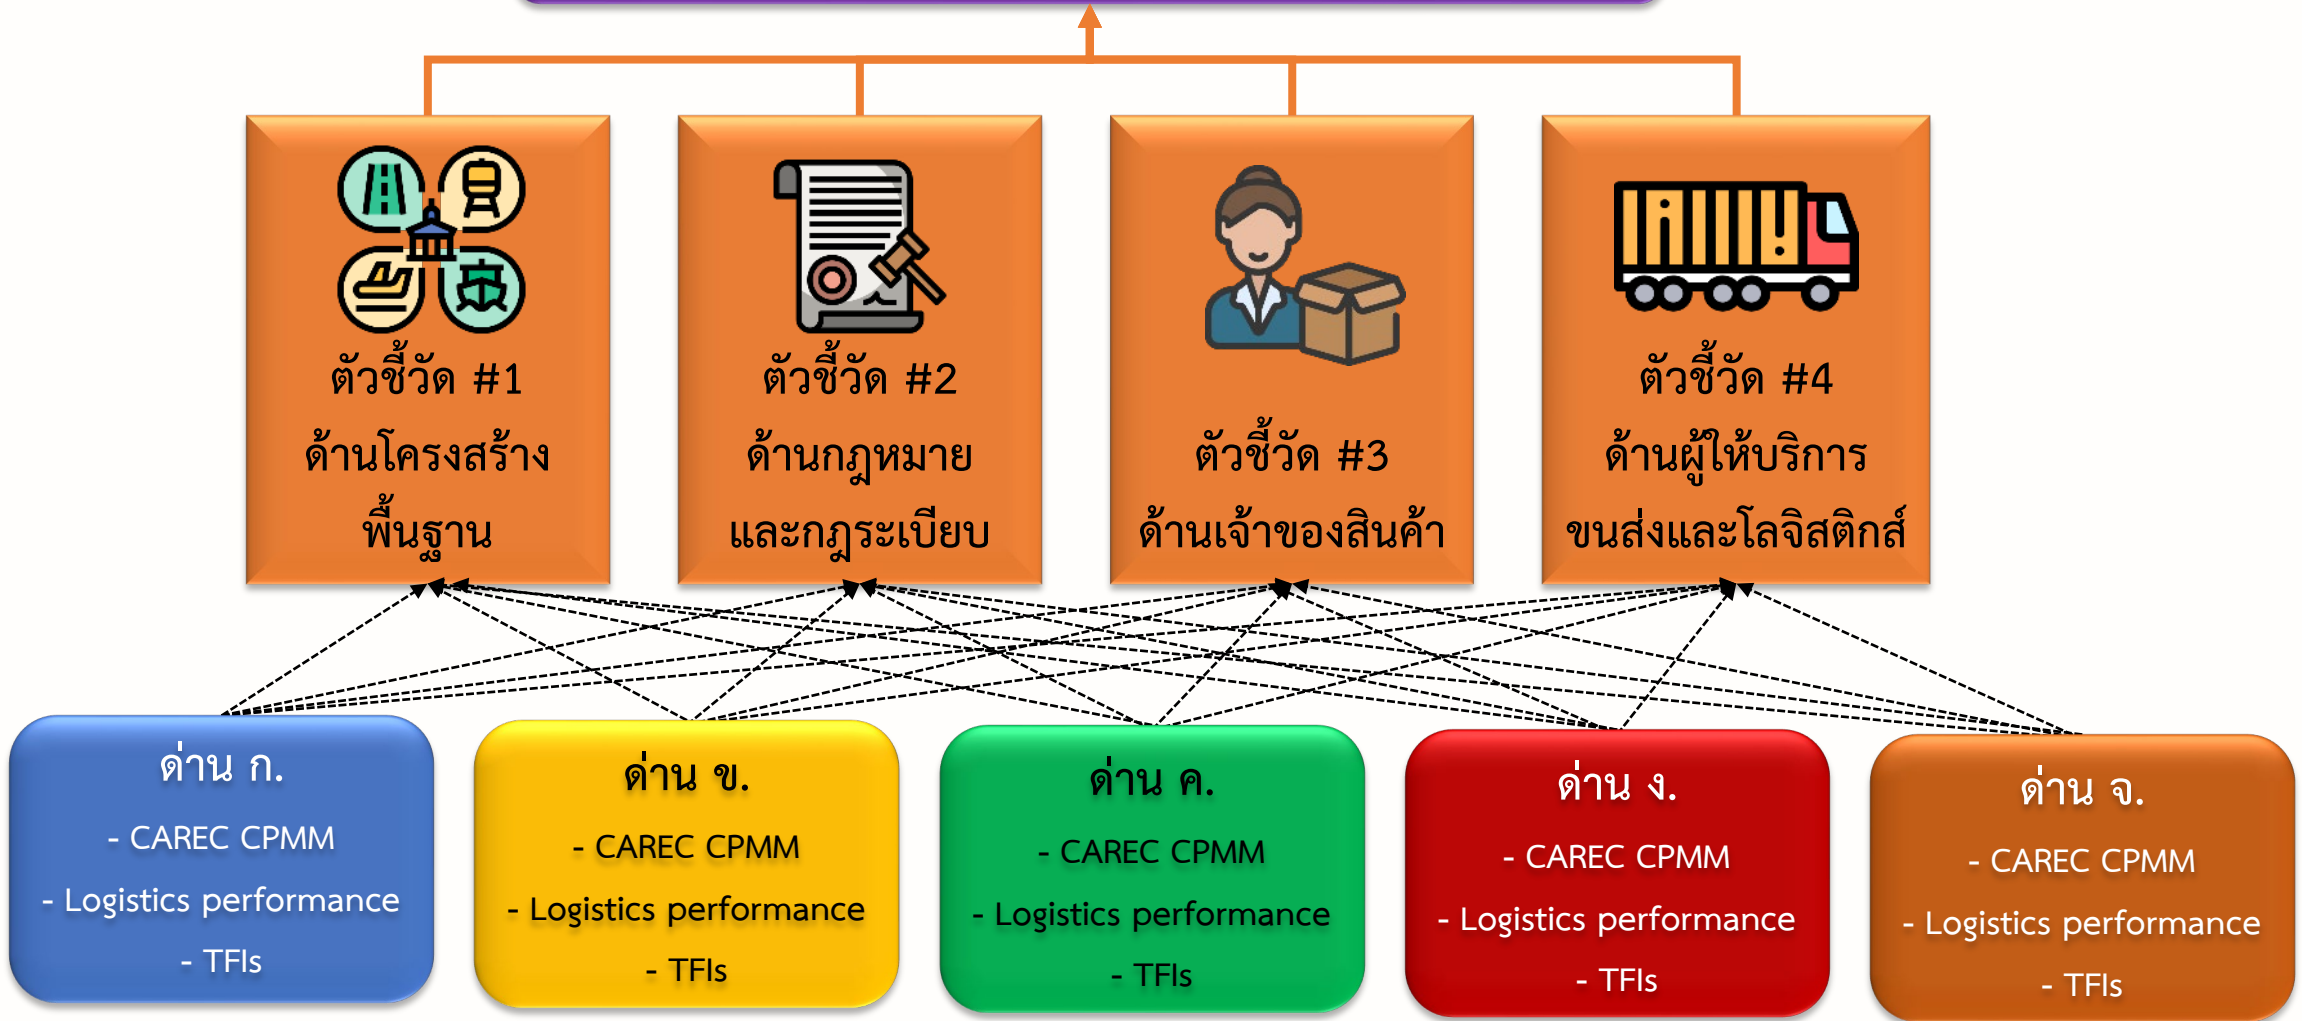 ตัวชี้วัด #1
ด้านโครงสร้าง
พื้นฐาน
ตัวชี้วัด #2
ด้านกฎหมาย
และกฎระเบียบ
ตัวชี้วัด #3
ด้านเจ้าของสินค้า
ตัวชี้วัด #4
ด้านผู้ให้บริการ
ขนส่งและโลจิสติกส์
ด่าน ก.
- CAREC CPMM
- Logistics performance
- TFIs
ด่าน ข.
- CAREC CPMM
- Logistics performance
- TFIs
ด่าน ค.
- CAREC CPMM
- Logistics performance
- TFIs
ด่าน ง.
- CAREC CPMM
- Logistics performance
- TFIs
ด่าน จ.
- CAREC CPMM
- Logistics performance
- TFIs